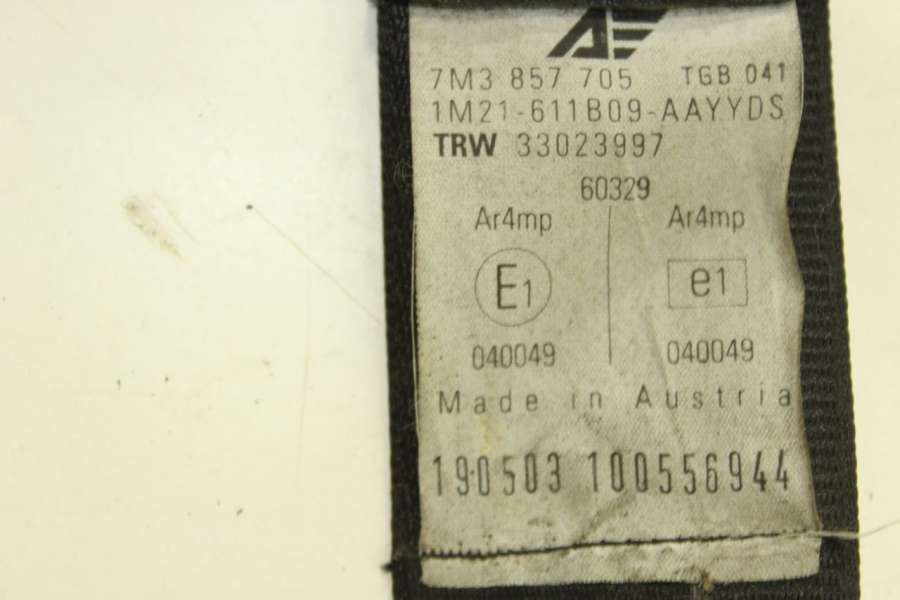 AE
7M3 857 705 TGB 041
1M21-611B09-AAYYDS
TRW 33023997
60329
Ar4mp Ar4mp
E1 e1
040049 040049
Made in Austria
190503 100556944